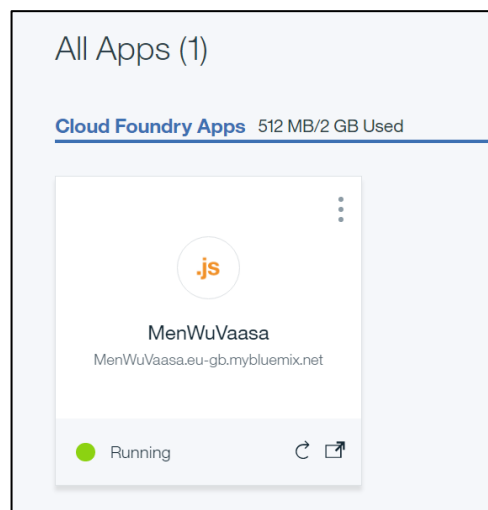 All Apps (1)
Cloud Foundry Apps 512 MB/2 GB Used
.js
MenWuVaasa
MenWuVaasa.eu-gb.mybluemix.net
Running